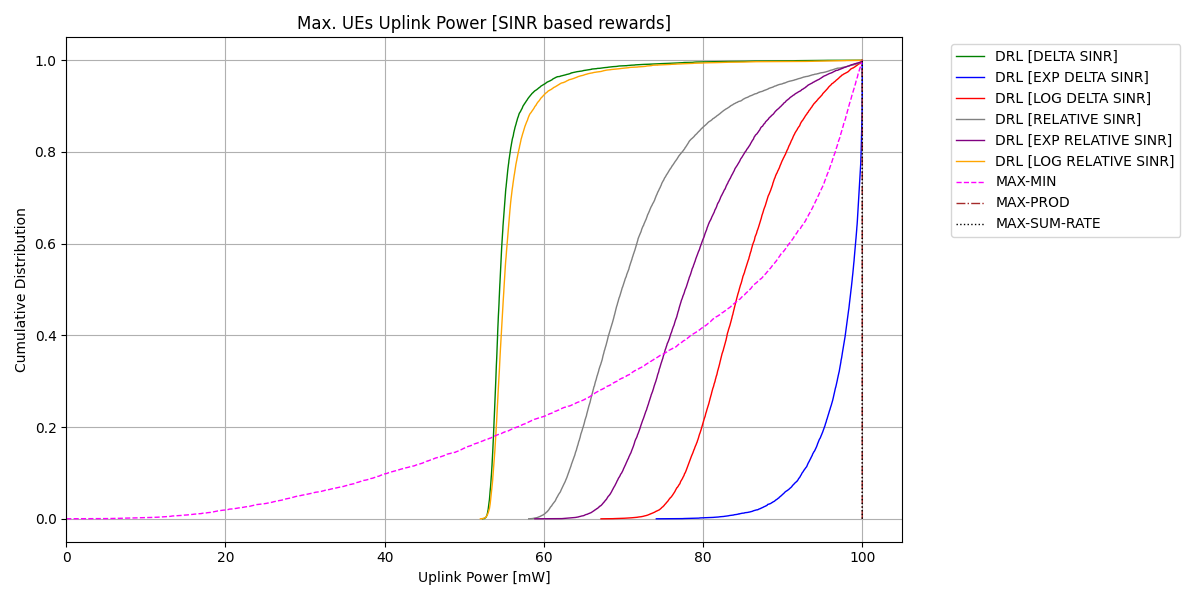 Max. UEs Uplink Power [SINR based rewards]
Cumulative Distribution
1.0
0.8
0.6
0.4
0.2
0.0
0 20 40 60 80 100
Uplink Power [mW]
DRL [DELTA SINR]
DRL [EXP DELTA SINR]
DRL [LOG DELTA SINR]
DRL [RELATIVE SINR]
DRL [EXP RELATIVE SINR]
DRL [LOG RELATIVE SINR]
MAX-MIN
MAX-PROD
MAX-SUM-RATE